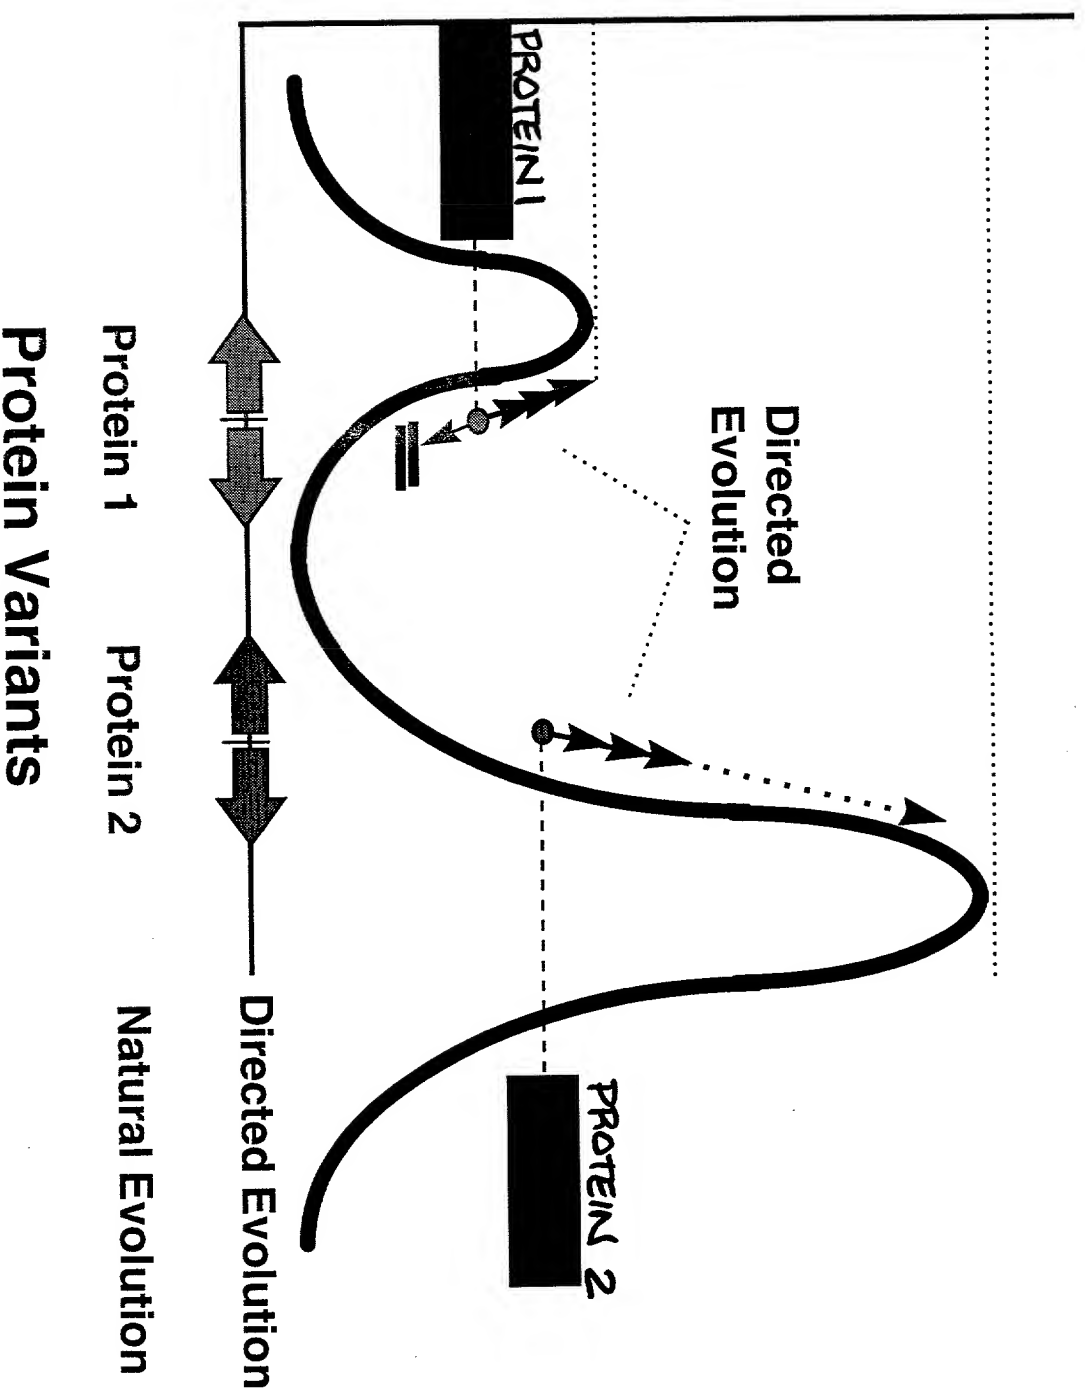 PROTEIN 1
PROTEIN 2
Directed
Evolution
Directed Evolution
Protein 1
Protein 2
Natural Evolution
Protein Variants